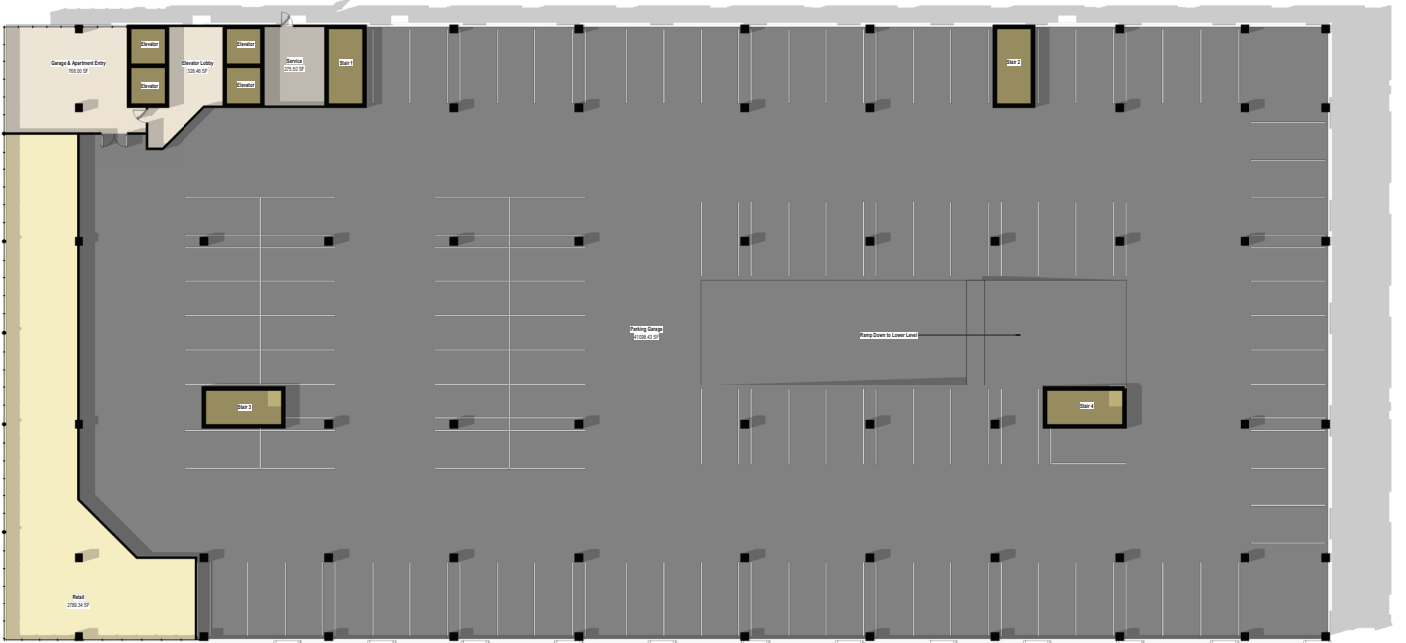 Elevator
Elevator
Garage & Apartment Entry
768.00 SF
Elevator Lobby
328.46 SF
Service
275.50 SF
Stair 1
Stair 2
Elevator
Elevator
Parking Garage
41098.43 SF
Ramp Down to Lower Level
Stair 3
Stair 4
Retail
2789.34 SF